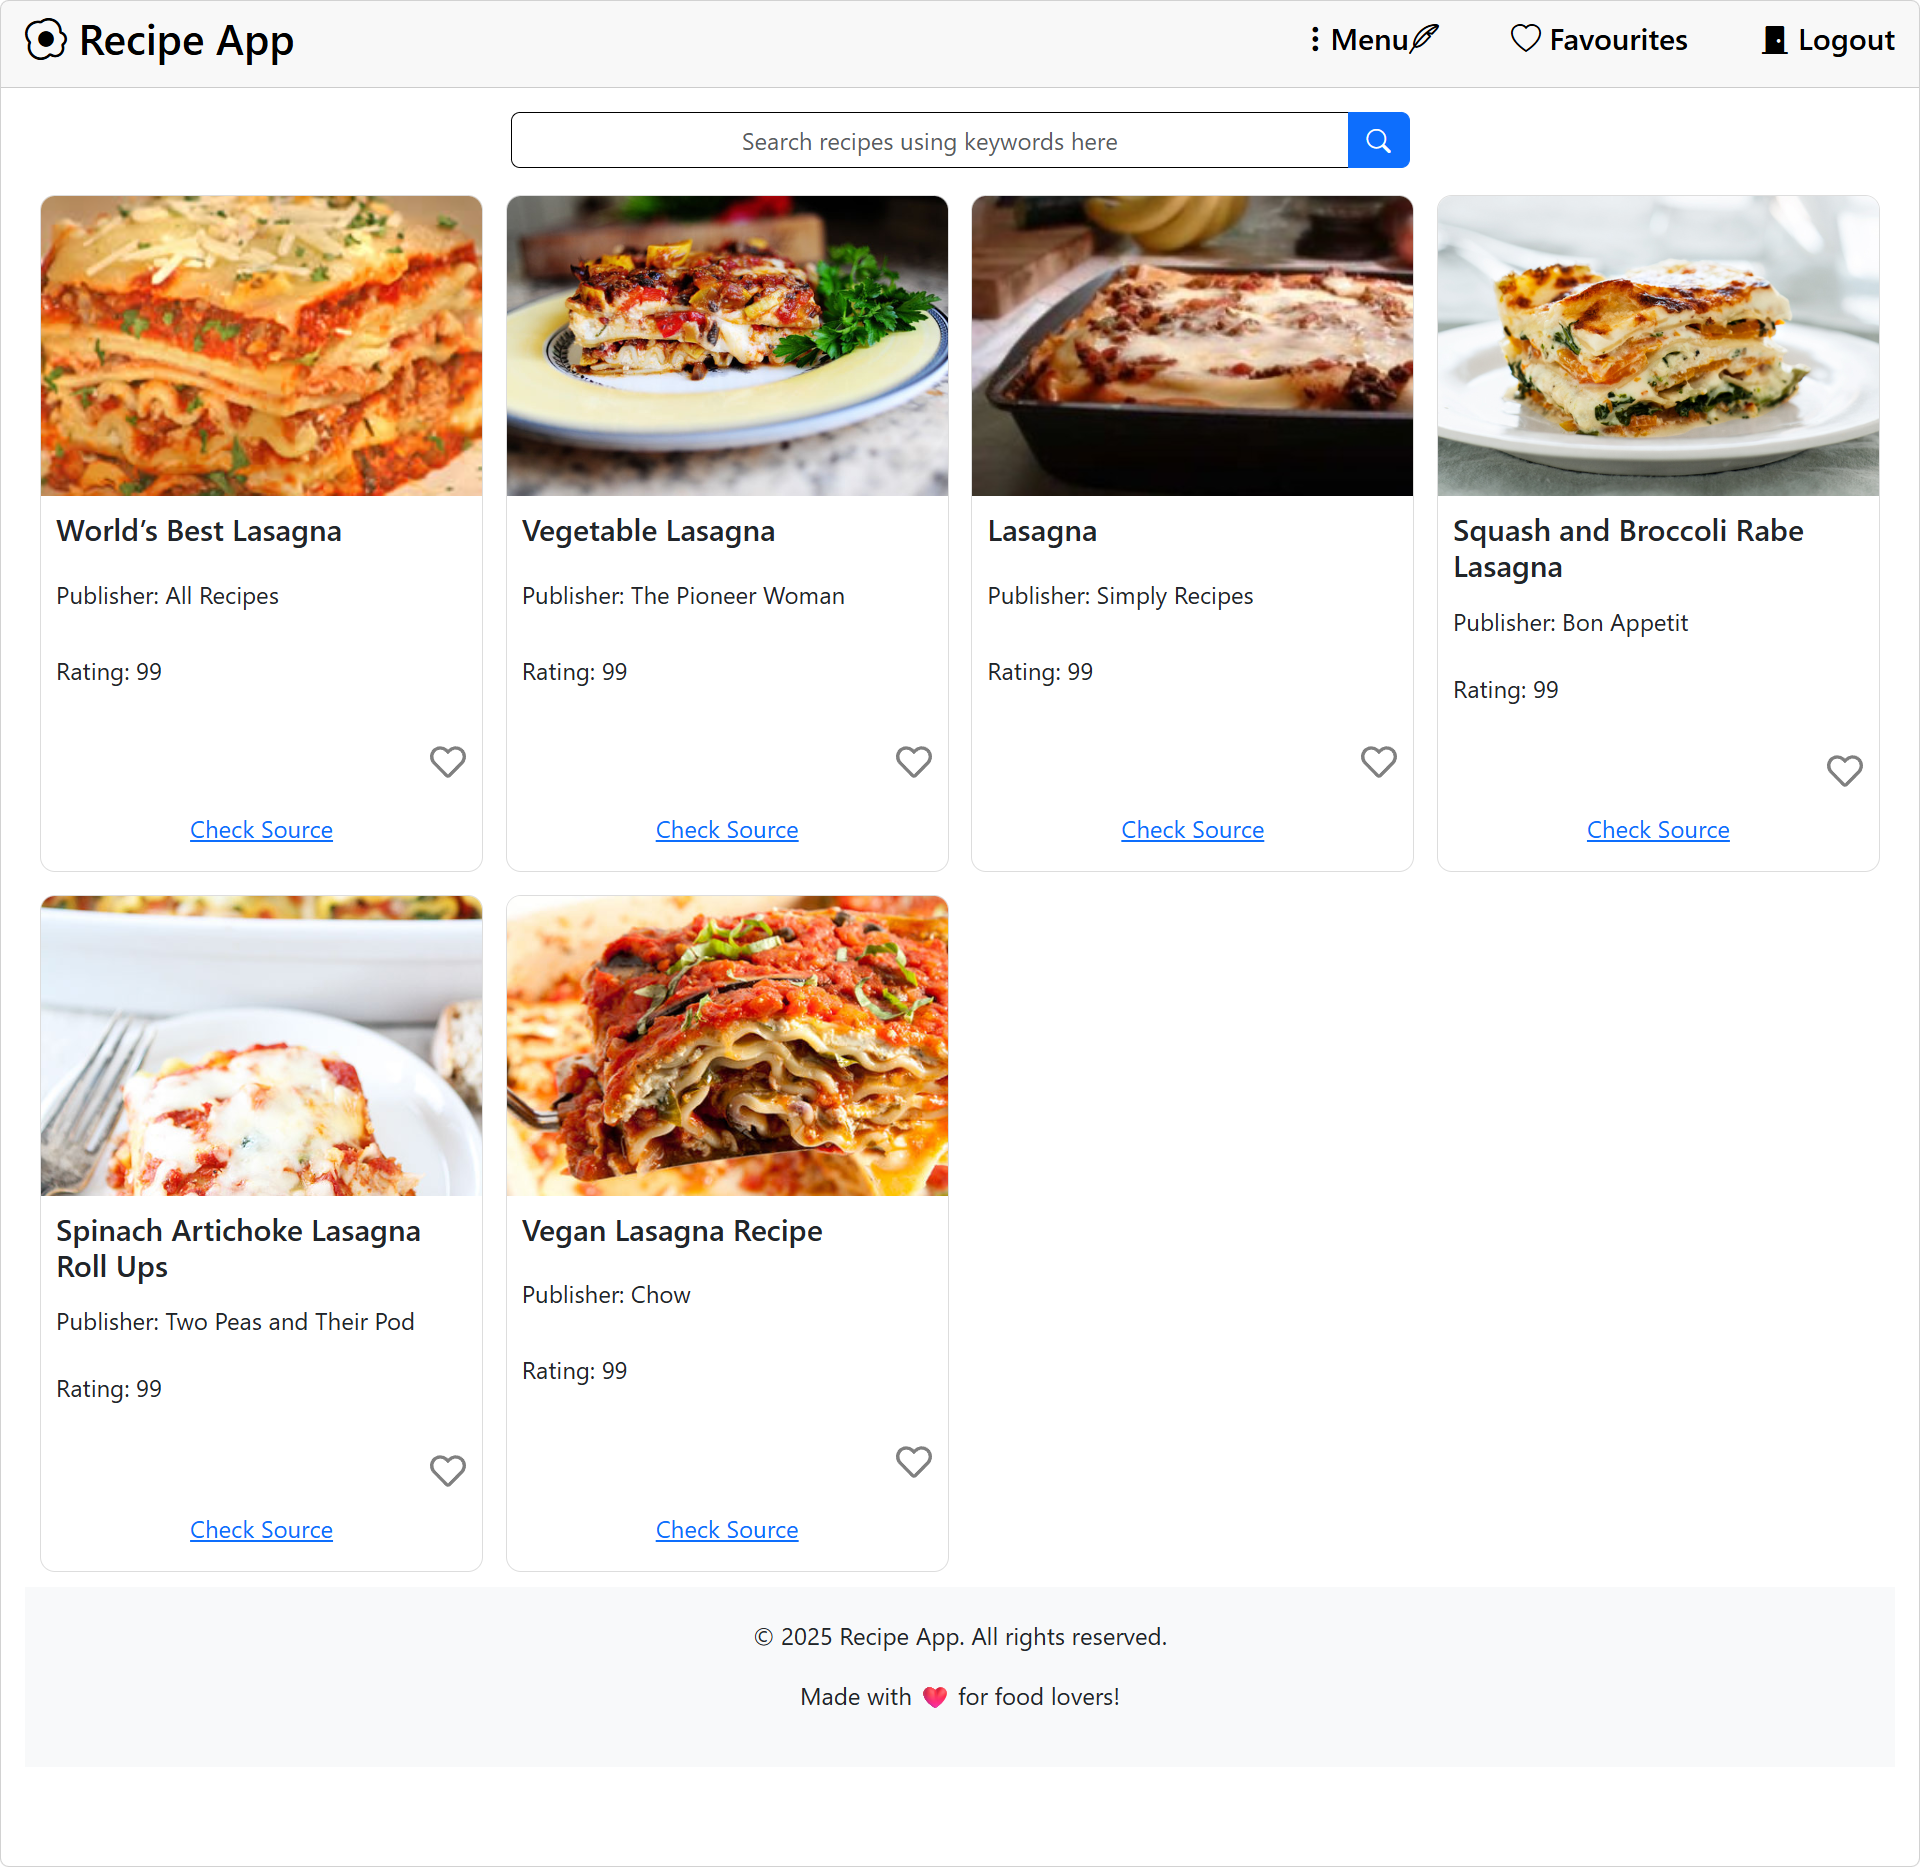 Recipe App
Menu
Favourites
Logout
Search recipes using keywords here
World’s Best Lasagna
Publisher: All Recipes
Rating: 99
Check Source
Vegetable Lasagna
Publisher: The Pioneer Woman
Rating: 99
Check Source
Lasagna
Publisher: Simply Recipes
Rating: 99
Check Source
Squash and Broccoli Rabe
Lasagna
Publisher: Bon Appetit
Rating: 99
Check Source
Spinach Artichoke Lasagna
Roll Ups
Publisher: Two Peas and Their Pod
Rating: 99
Check Source
Vegan Lasagna Recipe
Publisher: Chow
Rating: 99
Check Source
© 2025 Recipe App. All rights reserved.
Made with ❤️ for food lovers!